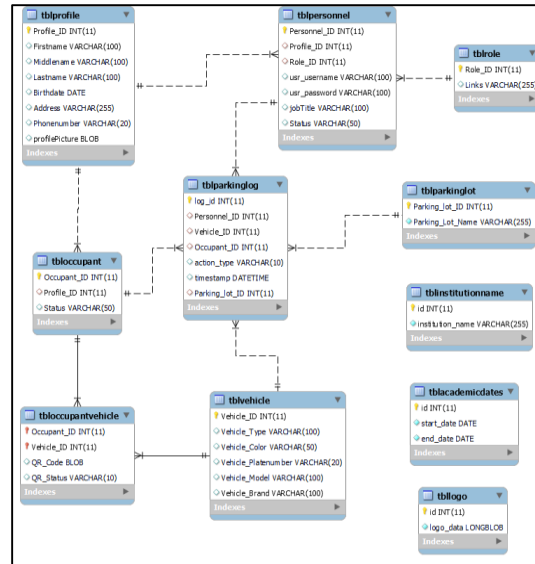 tblprofile
Profile_ID INT(11)
Firstname VARCHAR(100)
Middlename VARCHAR(100)
Lastname VARCHAR(100)
Birthdate DATE
Address VARCHAR(255)
Phonenumber VARCHAR(20)
profilePicture BLOB
Indexes
tblpersonnel
Personnel_ID INT(11)
Profile_ID INT(11)
Role_ID INT(11)
usr_username VARCHAR(100)
usr_password VARCHAR(100)
JobTitle VARCHAR(100)
Status VARCHAR(50)
Indexes
tblrole
Role_ID INT(11)
Links VARCHAR(255)
Indexes
tblparkinglog
log_id INT(11)
Personnel_ID INT(11)
Vehicle_ID INT(11)
Occupant_ID INT(11)
action_type VARCHAR(10)
timestamp DATETIME
Parking_lot_ID INT(11)
Indexes
tblparkinglot
Parking_lot_ID INT(11)
Parking_Lot_Name VARCHAR(255)
Indexes
tbloccupant
Occupant_ID INT(11)
Profile_ID INT(11)
Status VARCHAR(50)
Indexes
tblinstitutionname
id INT(11)
institution_name VARCHAR(255)
Indexes
tbloccupantvehicle
Occupant_ID INT(11)
Vehicle_ID INT(11)
QR_Code BLOB
QR_Status VARCHAR(10)
Indexes
tblvehicle
Vehicle_ID INT(11)
Vehicle_Type VARCHAR(100)
Vehicle_Color VARCHAR(50)
Vehicle_Platenumber VARCHAR(20)
Vehicle_Model VARCHAR(100)
Vehicle_Brand VARCHAR(100)
Indexes
tblacademicdates
id INT(11)
start_date DATE
end_date DATE
Indexes
tbllogo
id INT(11)
logo_data LONGBLOB
Indexes